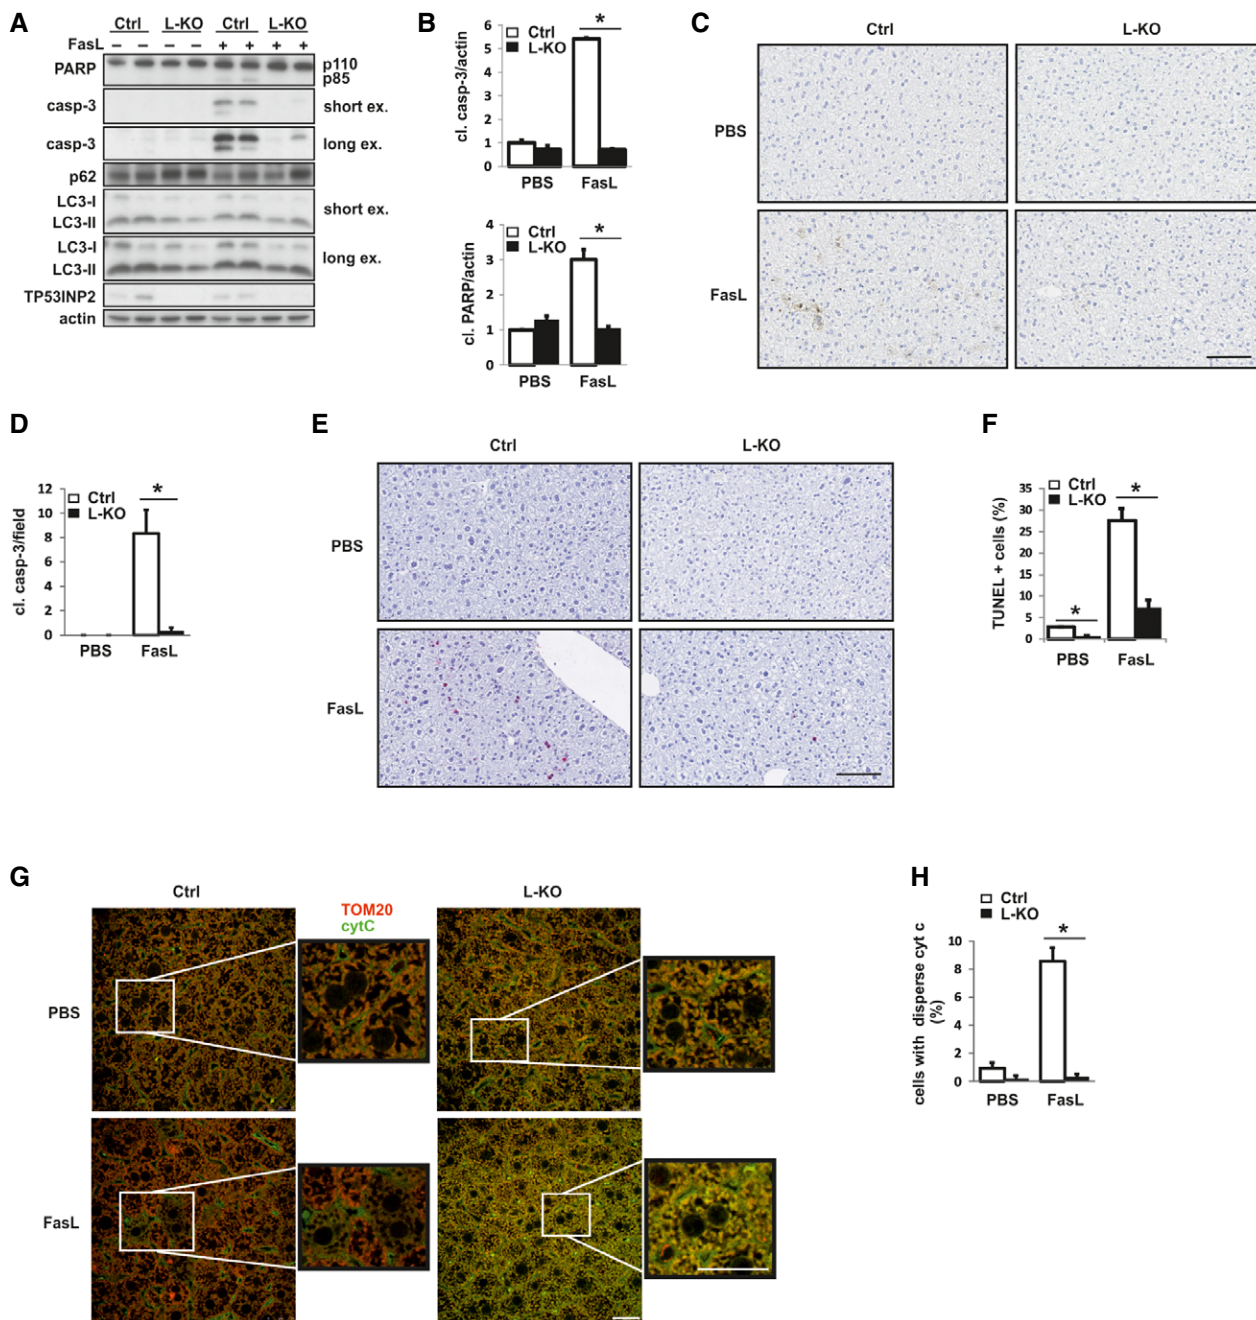 A
Ctrl L-KO Ctrl L-KO
FasL − − − − + + + +
PARP p110
p85
casp-3 short ex.
casp-3 long ex.
p62
LC3-I
LC3-II short ex.
LC3-I
LC3-II long ex.
TP53INP2
actin
B
cl. casp-3/actin
6
5
4
3
2
1
0
Ctrl
L-KO
*
PBS FasL
cl. PARP/actin
4
3
2
1
0
Ctrl
L-KO
*
PBS FasL
C
Ctrl L-KO
PBS
FasL
D
cl. casp-3/field
12
10
8
6
4
2
0
Ctrl
L-KO
*
PBS FasL
E
Ctrl L-KO
PBS
FasL
F
TUNEL + cells (%)
35
30
25
20
15
10
5
0
Ctrl
L-KO
*
*
PBS FasL
G
Ctrl L-KO
TOM20
cytC
PBS
FasL
H
cells with disperse cyt c
(%)
Ctrl
L-KO
10
8
6
4
2
0
*
PBS FasL